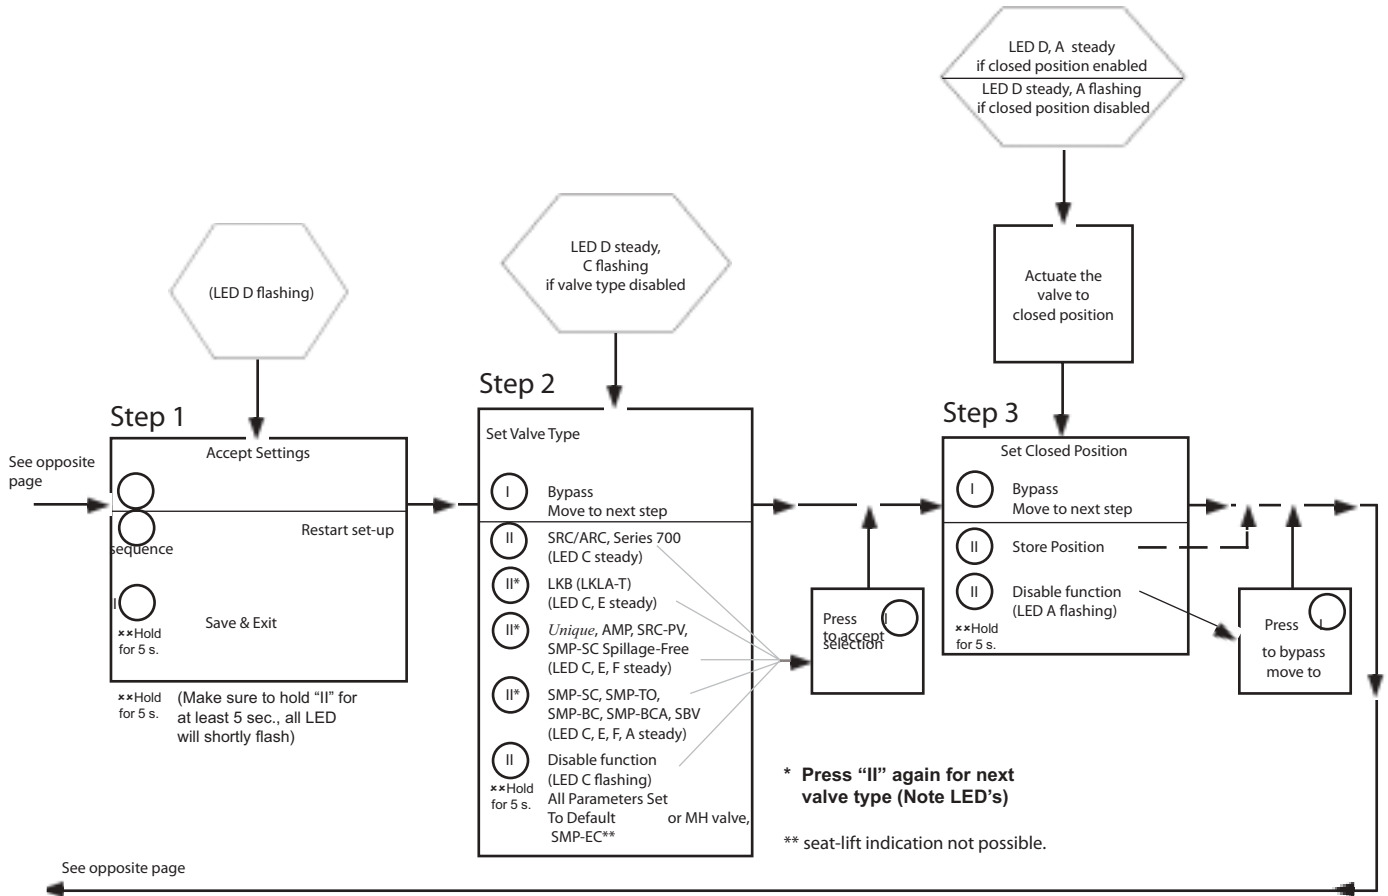 LED D, A steady
if closed position enabled
LED D steady, A flashing
if closed position disabled
LED D steady,
C flashing
if valve type disabled
(LED D flashing)
Actuate the
valve to
closed position
Step 1
See opposite
page
Accept Settings
Restart set-up
sequence
I
Save & Exit
××Hold
for 5 s.
××Hold
for 5 s.
(Make sure to hold “II” for
at least 5 sec., all LED
will shortly flash)
Step 2
Set Valve Type
I
Bypass
Move to next step
II
SRC/ARC, Series 700
(LED C steady)
II*
LKB (LKLA-T)
(LED C, E steady)
II*
Unique, AMP, SRC-PV,
SMP-SC Spillage-Free
(LED C, E, F steady)
II*
SMP-SC, SMP-TO,
SMP-BC, SMP-BCA, SBV
(LED C, E, F, A steady)
II
Disable function
(LED C flashing)
××Hold
for 5 s.
All Parameters Set
To Default or MH valve,
SMP-EC**
Press I
to accept
selection
Step 3
Set Closed Position
I
Bypass
Move to next step
II
Store Position
II
Disable function
(LED A flashing)
××Hold
for 5 s.
Press I
to bypass
move to
* Press “II” again for next
valve type (Note LED’s)
** seat-lift indication not possible.
See opposite page